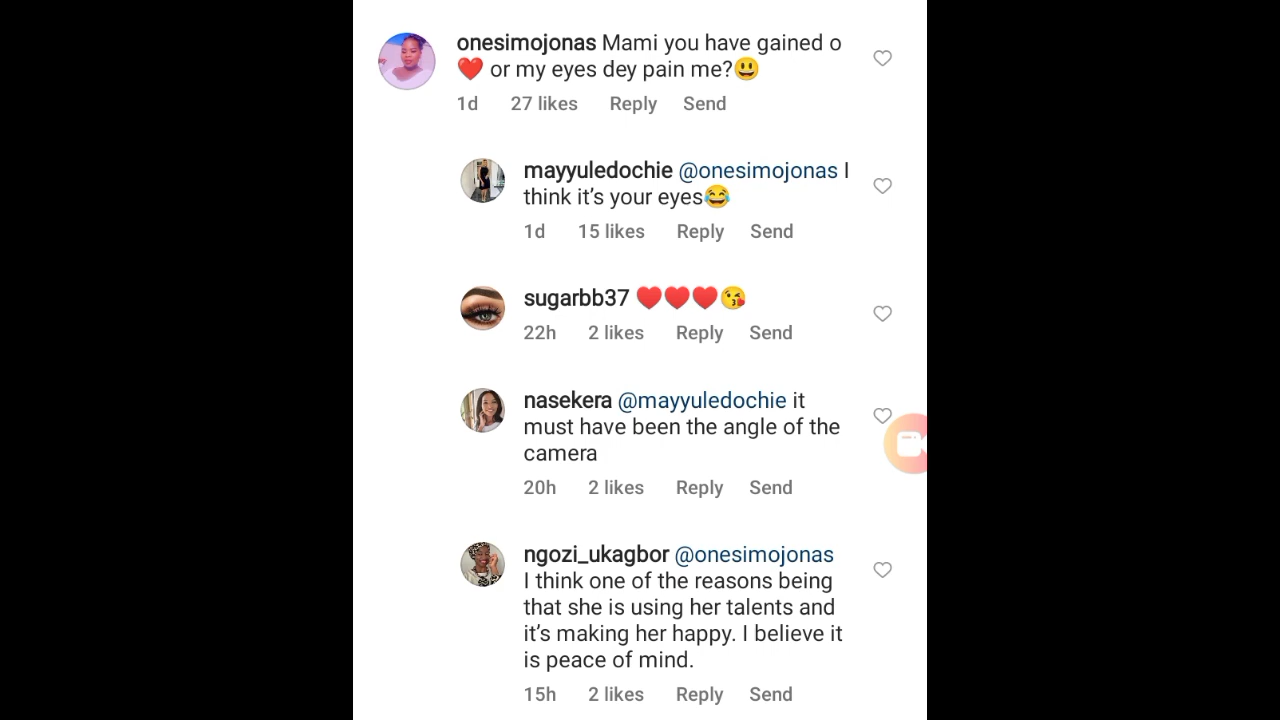 onesimojonas Mami you have gained o
❤️ or my eyes dey pain me?😃
1d 27 likes Reply Send
mayyuledochie @onesimojonas I
think it's your eyes😂
1d 15 likes Reply Send
sugarbb37 ♥️♥️♥️😘
22h 2 likes Reply Send
nasekera @mayyuledochie it
must have been the angle of the
camera
20h 2 likes Reply Send
ngozi_ukagbor @onesimojonas
I think one of the reasons being
that she is using her talents and
it's making her happy. I believe it
is peace of mind.
15h 2 likes Reply Send